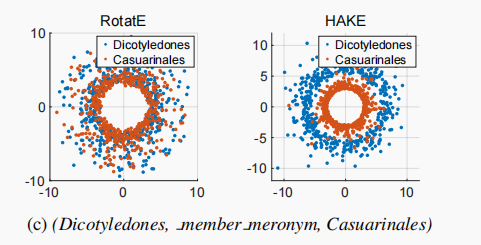 RotatE
10
Dicotyledones
Casuarinales
0
-10
-10
0
10
HAKE
10
Dicotyledones
Casuarinales
5
0
-5
-10
-10
0
10
(c) (Dicotyledones, _member_meronym, Casuarinales)